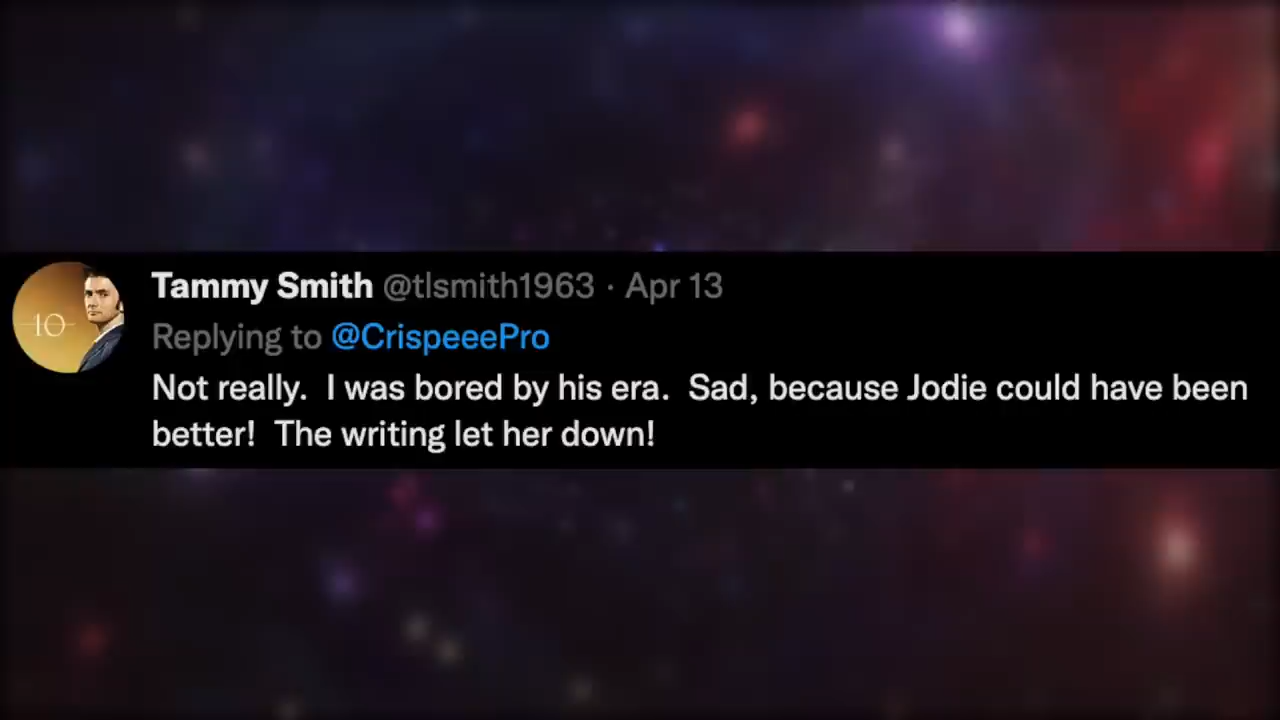 10
Tammy Smith @tlsmith1963 · Apr 13
Replying to @CrispeeePro
Not really.  I was bored by his era.  Sad, because Jodie could have been
better!  The writing let her down!